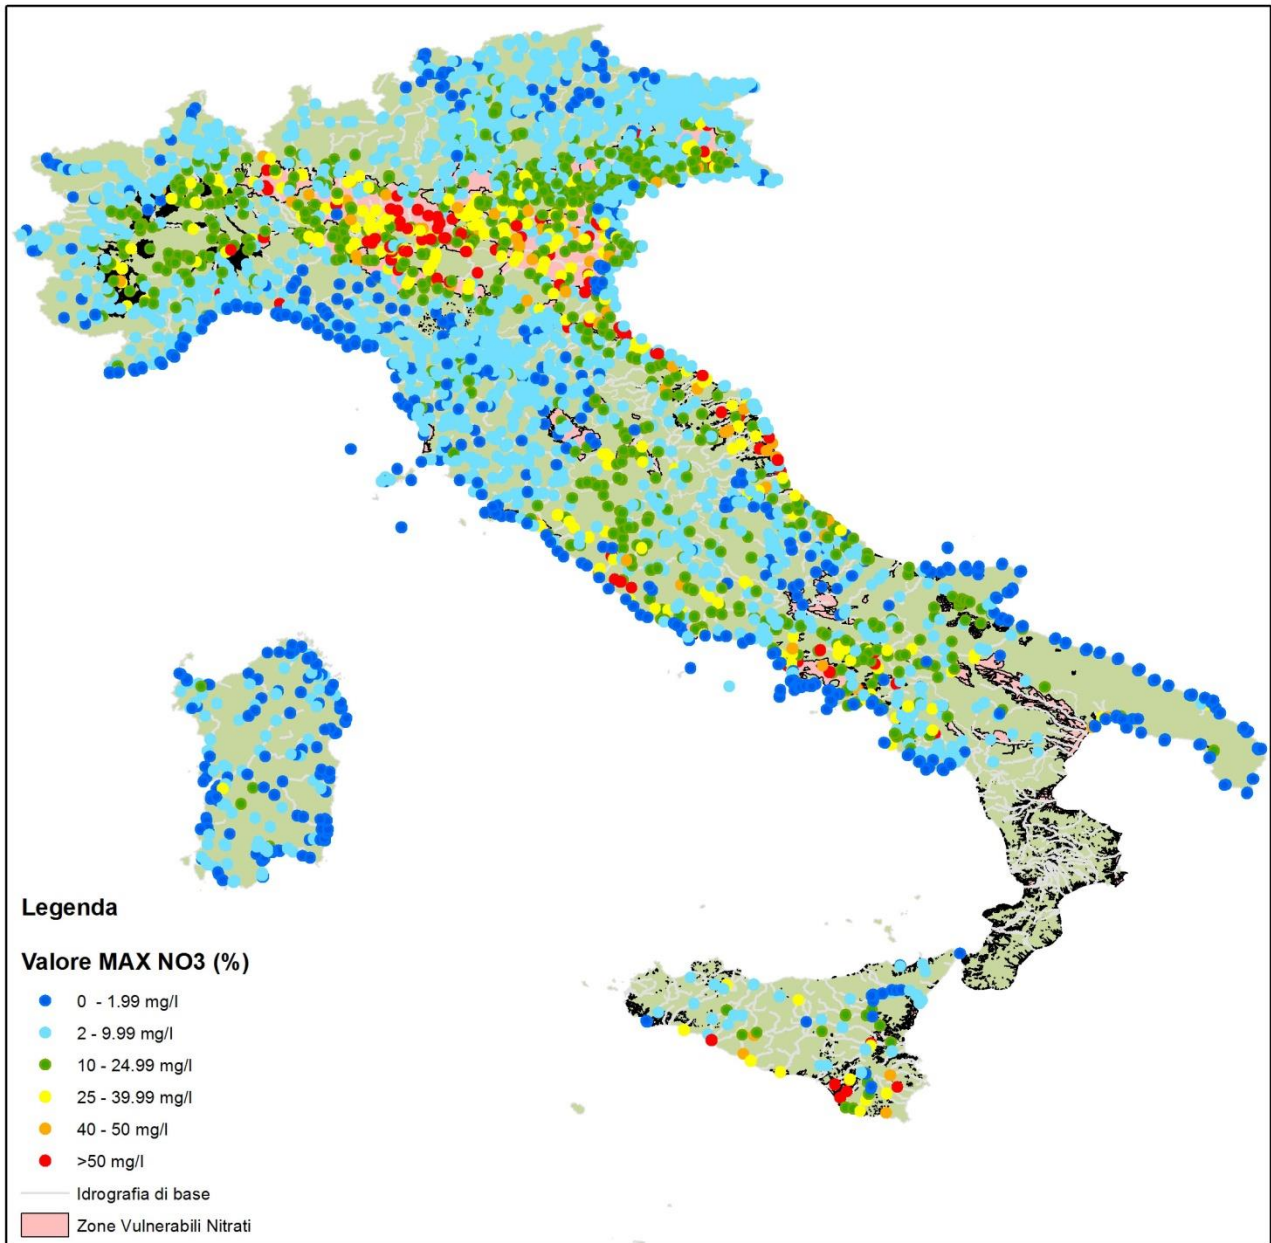 Legenda
Valore MAX NO3 (%)
0 - 1.99 mg/l
2 - 9.99 mg/l
10 - 24.99 mg/l
25 - 39.99 mg/l
40 - 50 mg/l
>50 mg/l
Idrografia di base
Zone Vulnerabili Nitrati